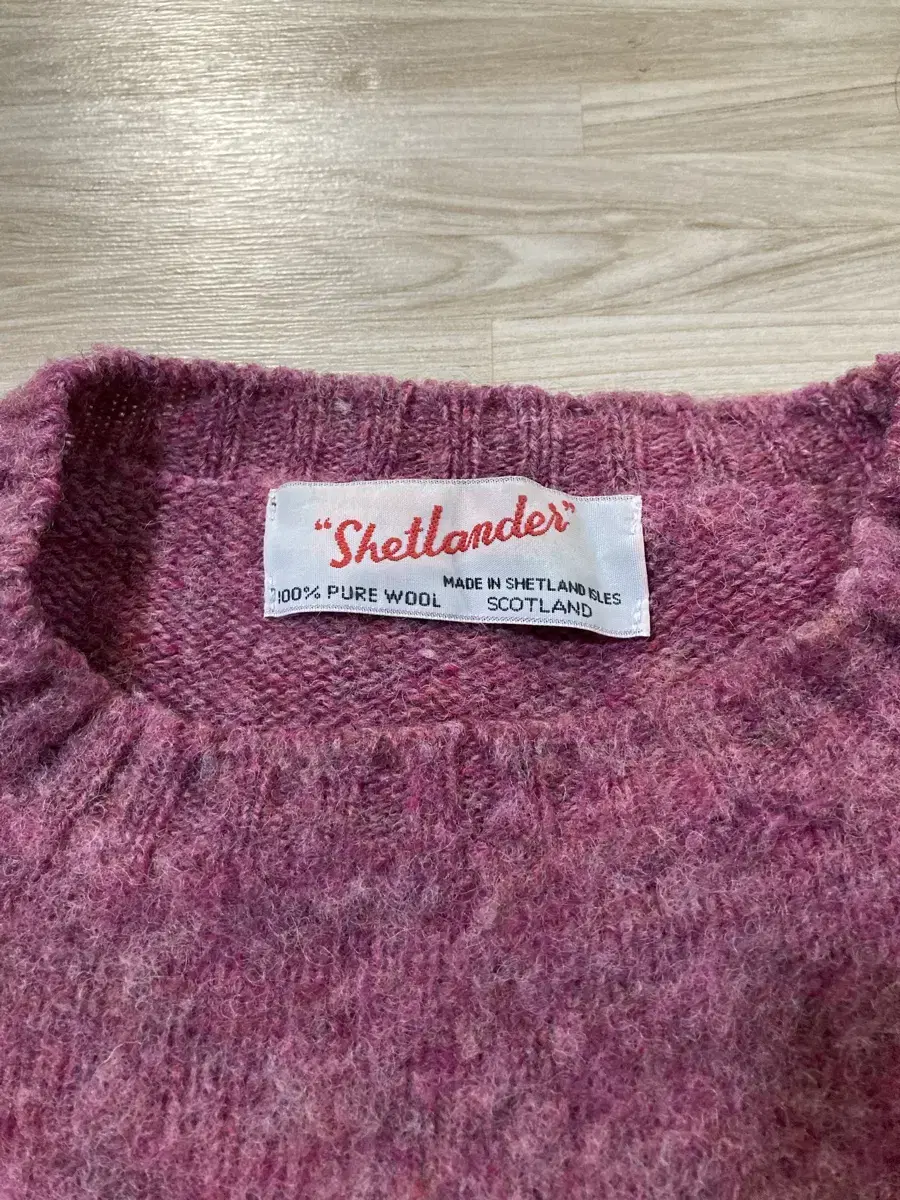 "Shetlander"
100% PURE WOOL
MADE IN SHETLAND ISLES
SCOTLAND